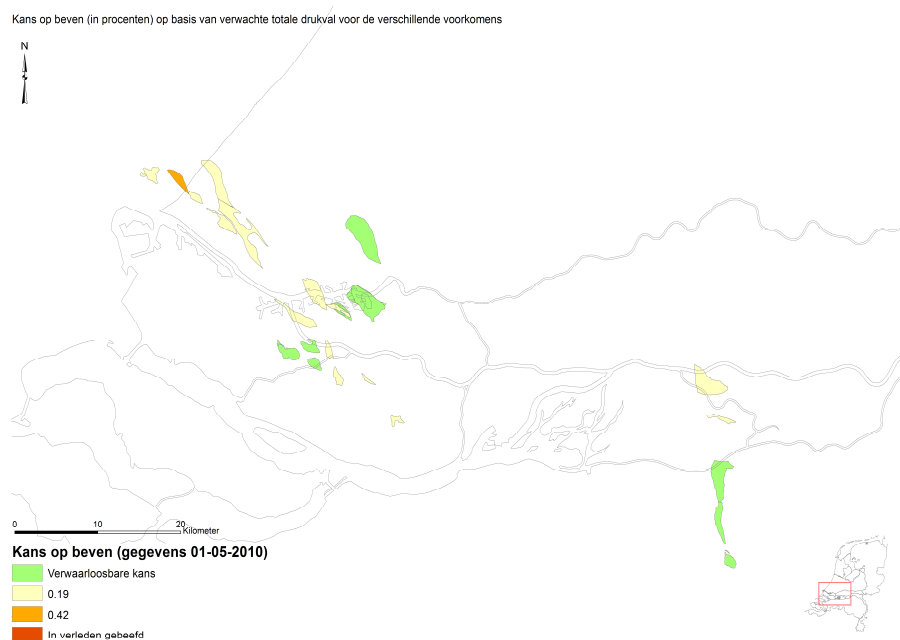 Kans op beven (in procenten) op basis van verwachte totale drukval voor de verschillende voorkomens
N
0 10 20 Kilometer
Kans op beven (gegevens 01-05-2010)
Verwaarloosbare kans
0.19
0.42
In verleden gebeefd